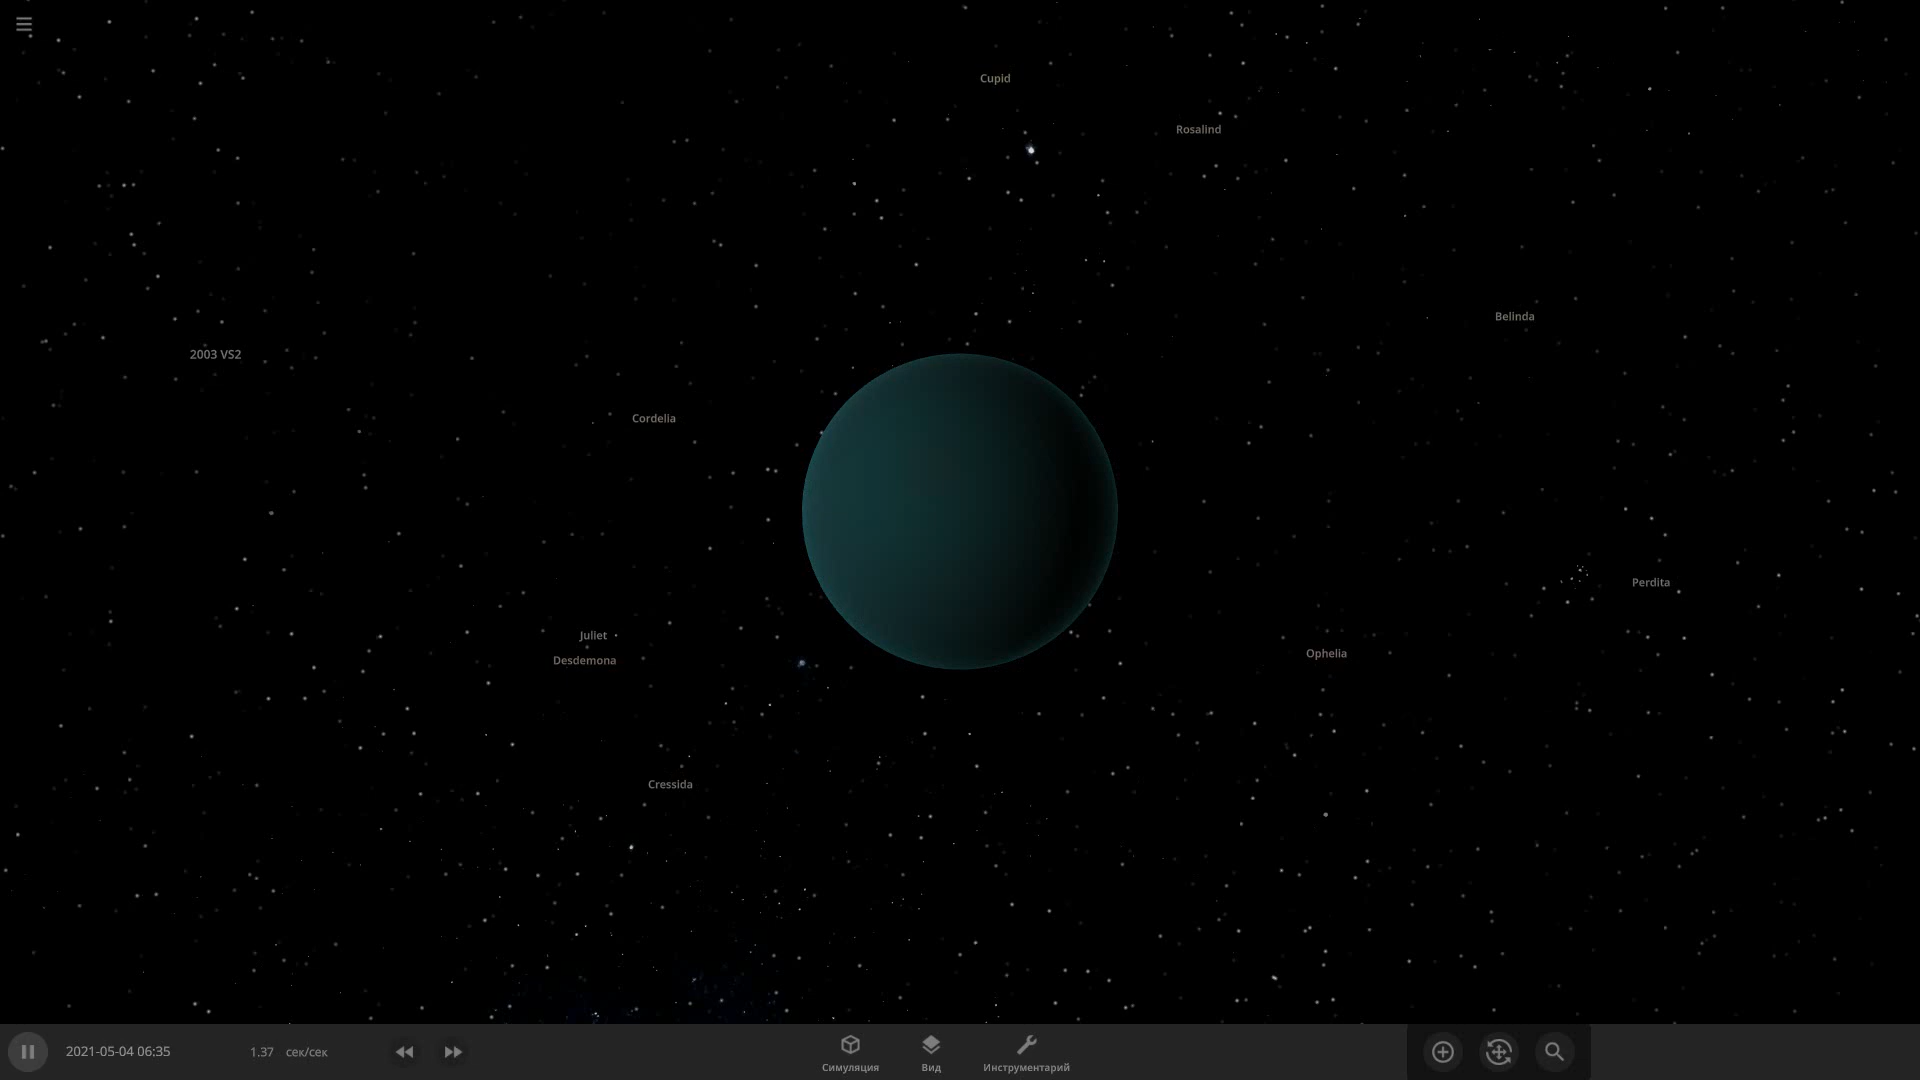 Cupid
Rosalind
Belinda
2003 VS2
Cordelia
Perdita
Juliet
Ophelia
Desdemona
Cressida
2021-05-04 06:35
1.37 сек/сек
Симуляция
Вид
Инструментарий